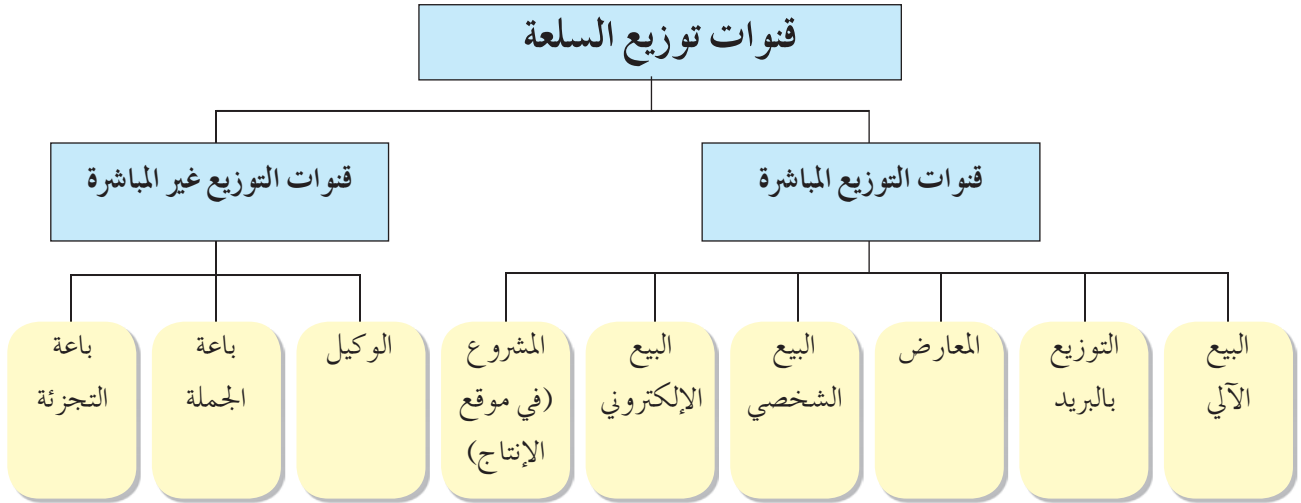 قنوات توزيع السلعة
قنوات التوزيع المباشرة
قنوات التوزيع غير المباشرة
البيع
الآلي
التوزيع
بالبريد
المعارض
البيع
الشخصي
البيع
الإلكتروني
المشروع
(في موقع
الإنتاج)
الوكيل
باعة
الجملة
باعة
التجزئة